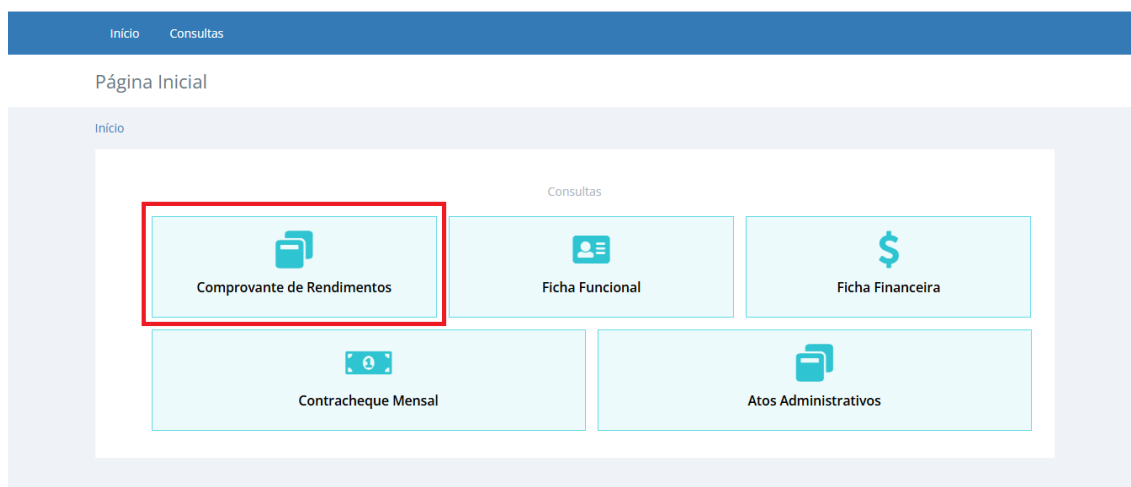 Início Consultas
Página Inicial
Início
Consultas
Comprovante de Rendimentos Ficha Funcional Ficha Financeira
Contracheque Mensal Atos Administrativos